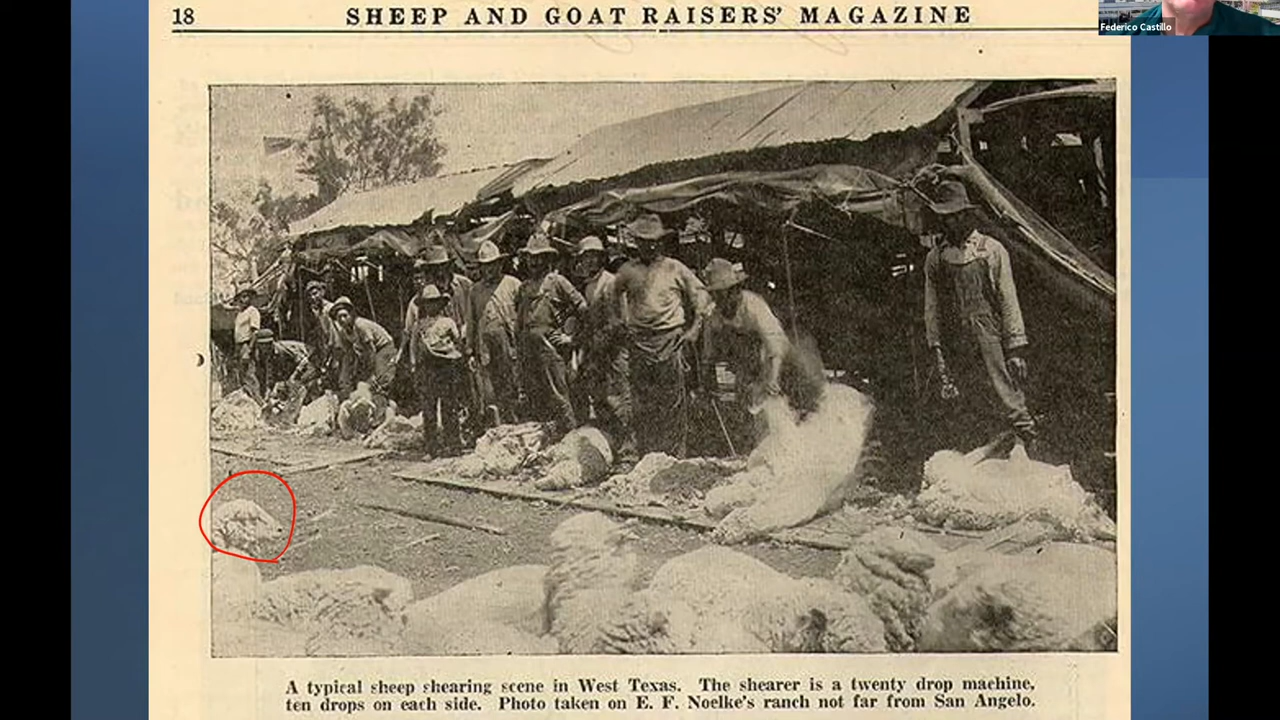 18 SHEEP AND GOAT RAISERS' MAGAZINE
Federico Castillo
A typical sheep shearing scene in West Texas. The shearer is a twenty drop machine,
ten drops on each side. Photo taken on E. F. Noelke's ranch not far from San Angelo.